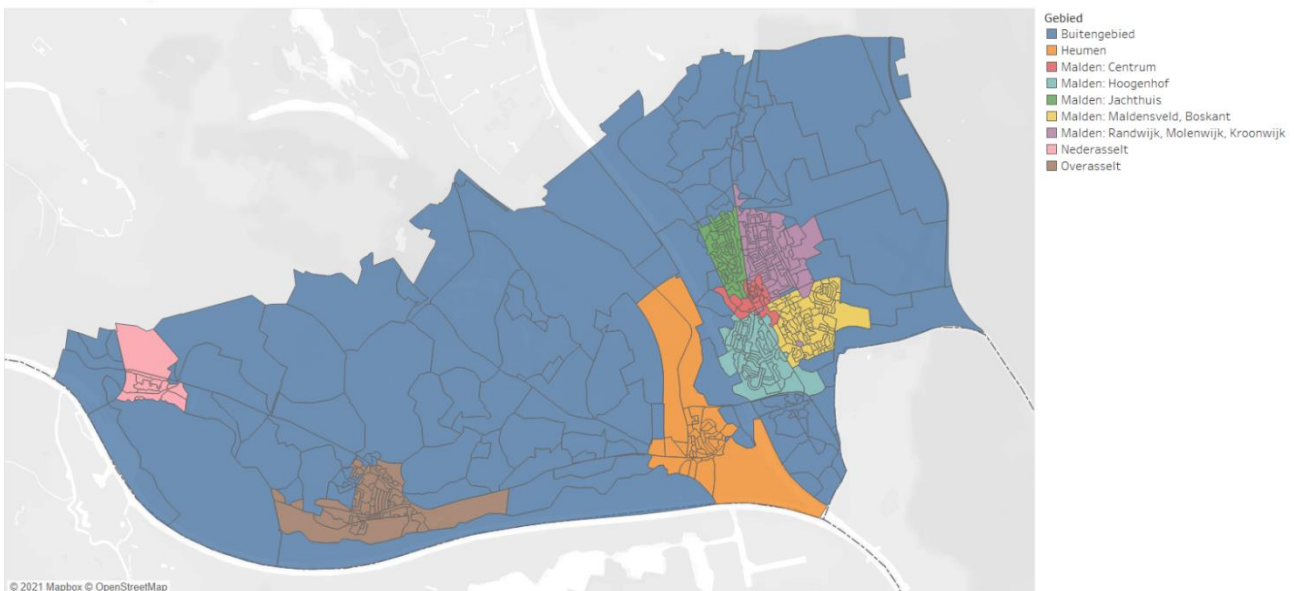 Gebied
Buitengebied
Heumen
Malden: Centrum
Malden: Hoogenhof
Malden: Jachthuis
Malden: Maldensveld, Boskant
Malden: Randwijk, Molenwijk, Kroonwijk
Nederasselt
Overasselt
© 2021 Mapbox © OpenStreetMap